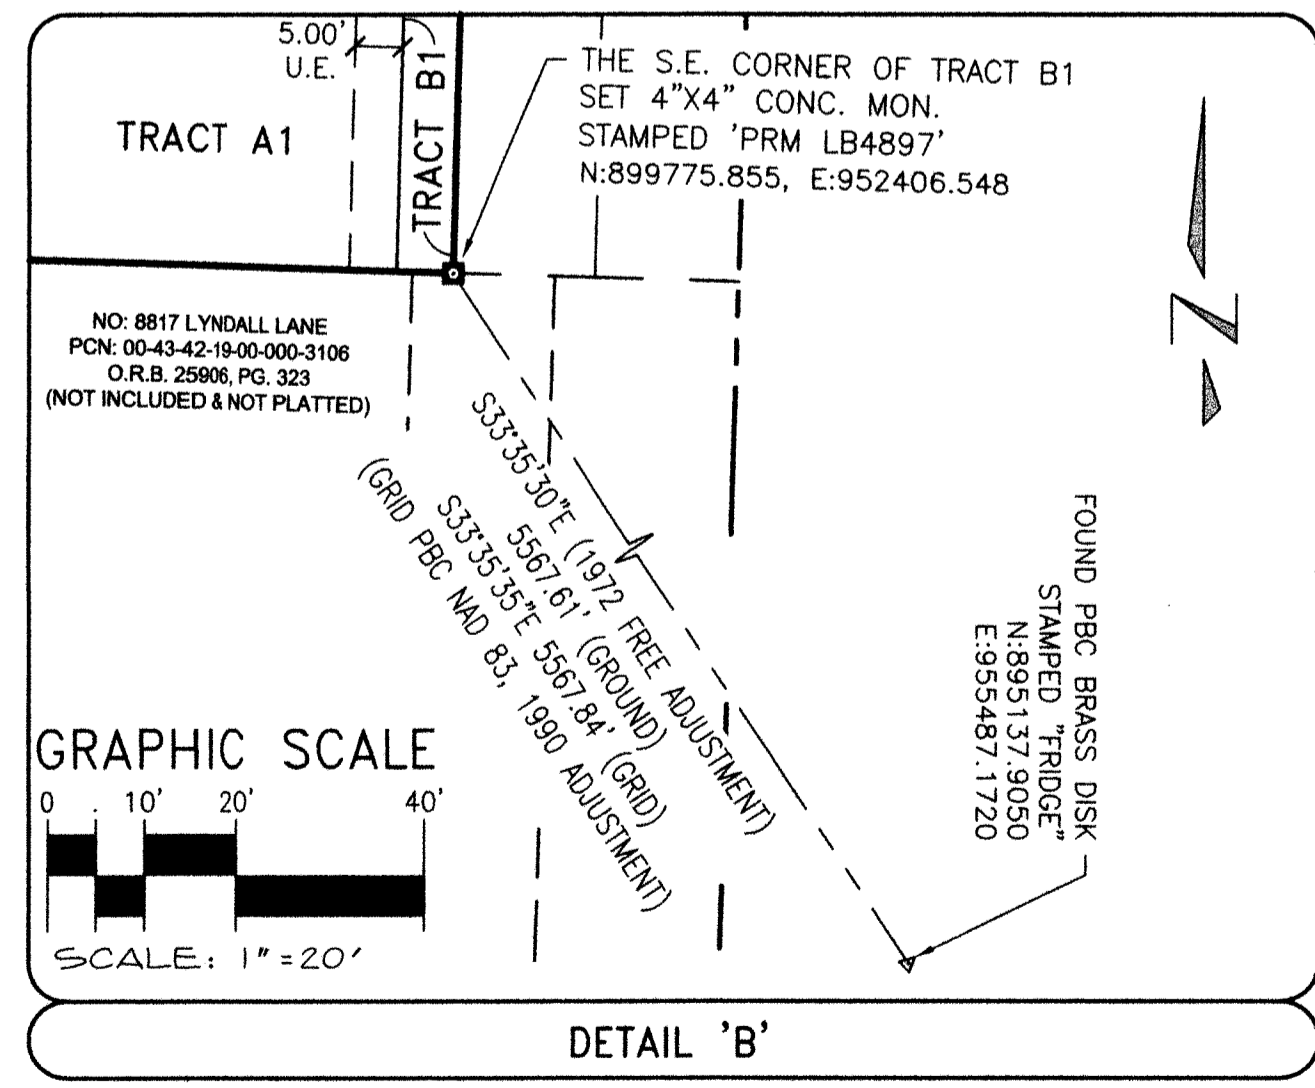 5.00'
U.E.
TRACT A1
TRACT B1
THE S.E. CORNER OF TRACT B1
SET 4"X4" CONC. MON.
STAMPED 'PRM LB4897'
N:899775.855, E:952406.548
NO: 8817 LYNDALL LANE
PCN: 00-43-42-19-00-000-3106
O.R.B. 25906, PG. 323
(NOT INCLUDED & NOT PLATTED)
N
S33°35'30"E (1972 FREE ADJUSTMENT)
5567.61' (GROUND)
S33°35'35"E 5567.84' (GRID)
(GRID PBC NAD 83, 1990 ADJUSTMENT)
FOUND PBC BRASS DISK
STAMPED "FRIDGE"
N:895137.9050
E:955487.1720
GRAPHIC SCALE
0 10' 20' 40'
SCALE: 1"=20'
DETAIL 'B'